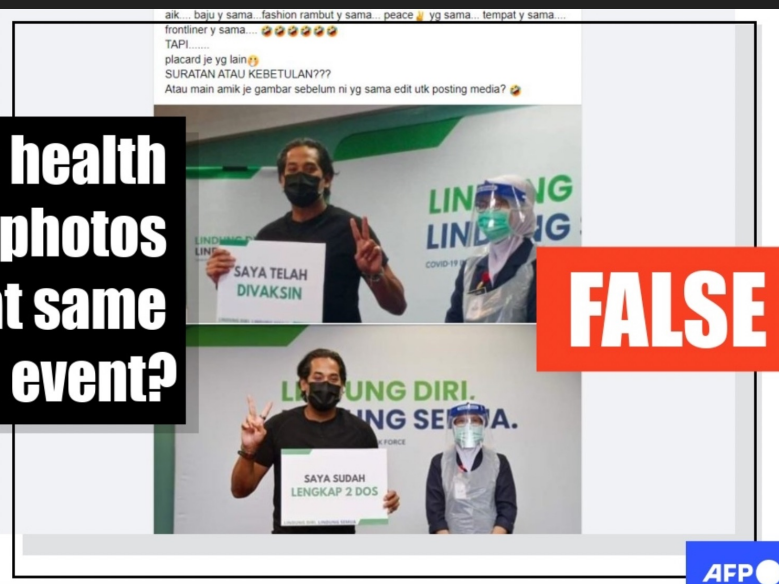 aik.... baju y sama...fashion rambut y sama... peace✌ yg sama... tempat y sama....
frontliner y sama.... 🤣🤣🤣🤣🤣🤣
TAPI.......
placard je yg lain🤭
SURATAN ATAU KEBETULAN???
Atau main amik je gambar sebelum ni yg sama edit utk posting media? 🤣
health
photos
at same
event?
LINDUNG
LINDUNG S
COVID-19
SAYA TELAH
DIVAKSIN
FALSE
LINDUNG DIRI.
LINDUNG SEMUA.
K FORCE
SAYA SUDAH
LENGKAP 2 DOS
LINDUNG DIRI LINDUNG SEMUA
AFP